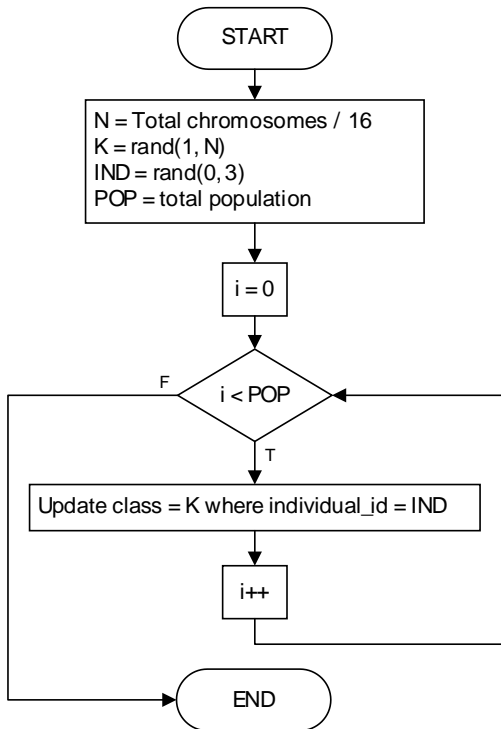 START
N = Total chromosomes / 16
K = rand(1, N)
IND = rand(0, 3)
POP = total population
i = 0
F
i < POP
T
Update class = K where individual_id = IND
i++
END